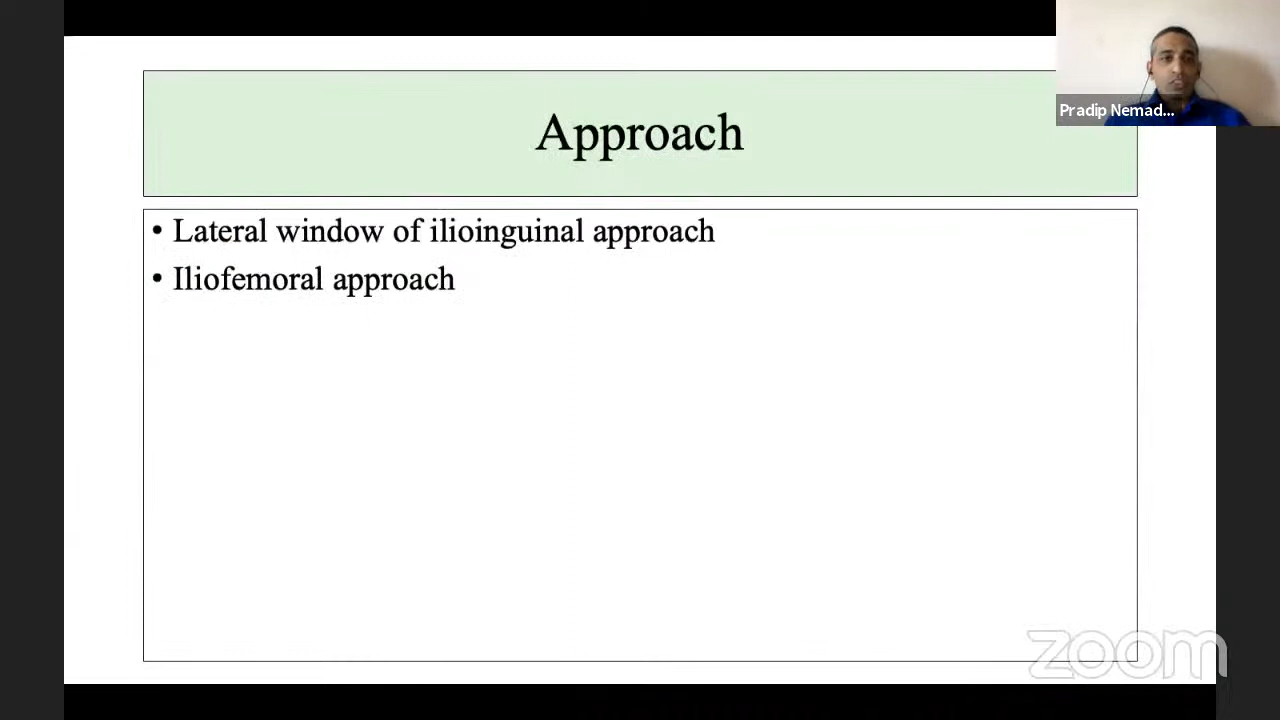 Approach
Pradip Nemad...
• Lateral window of ilioinguinal approach
• Iliofemoral approach
zoom